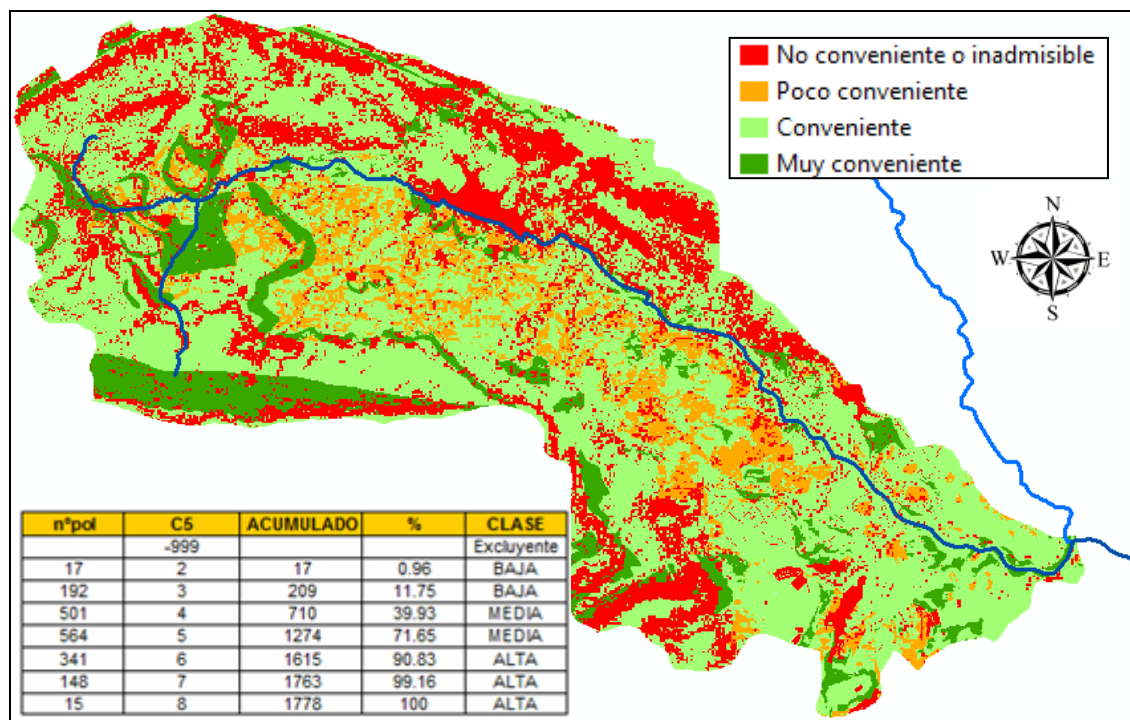 No conveniente o inadmisible
Poco conveniente
Conveniente
Muy conveniente
N
W E
S
nºpol C5 ACUMULADO % CLASE
-999 Excluyente
17 2 17 0.96 BAJA
192 3 209 11.75 BAJA
501 4 710 39.93 MEDIA
564 5 1274 71.65 MEDIA
341 6 1615 90.83 ALTA
148 7 1763 99.16 ALTA
15 8 1778 100 ALTA